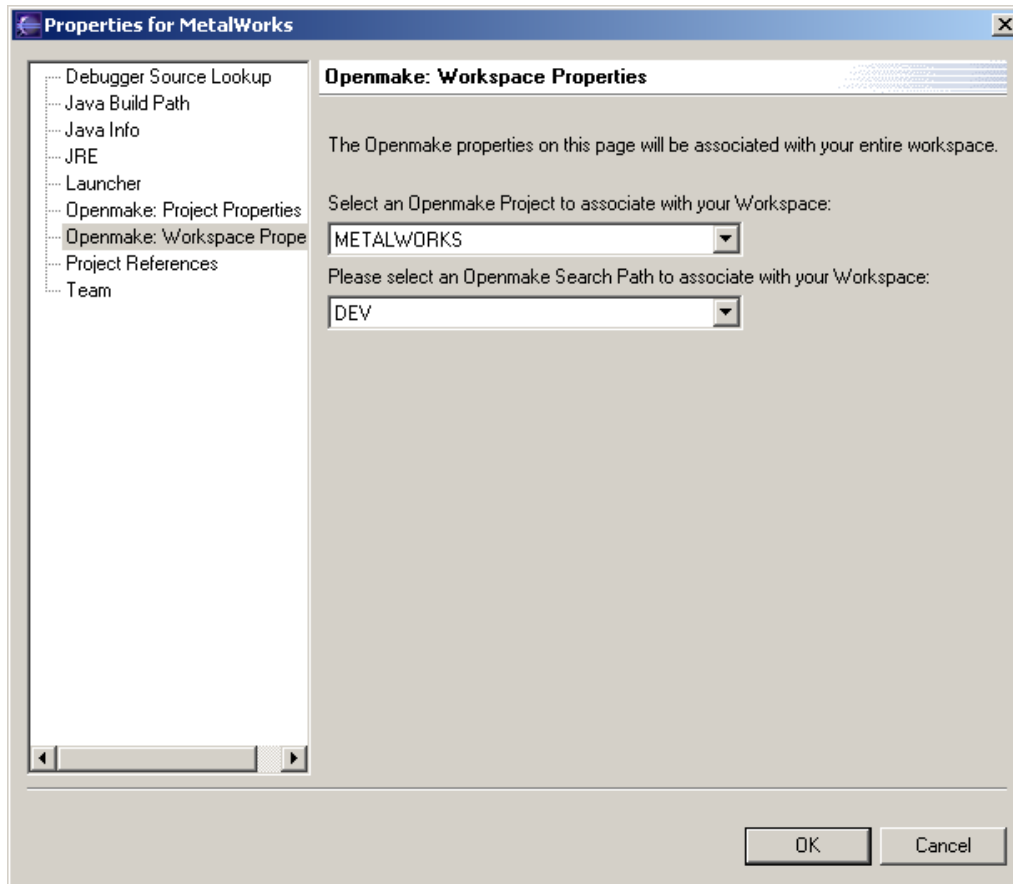 Properties for MetalWorks
Debugger Source Lookup
Java Build Path
Java Info
JRE
Launcher
Openmake: Project Properties
Openmake: Workspace Prope
Project References
Team
Openmake: Workspace Properties
The Openmake properties on this page will be associated with your entire workspace.
Select an Openmake Project to associate with your Workspace:
METALWORKS
Please select an Openmake Search Path to associate with your Workspace:
DEV
OK
Cancel